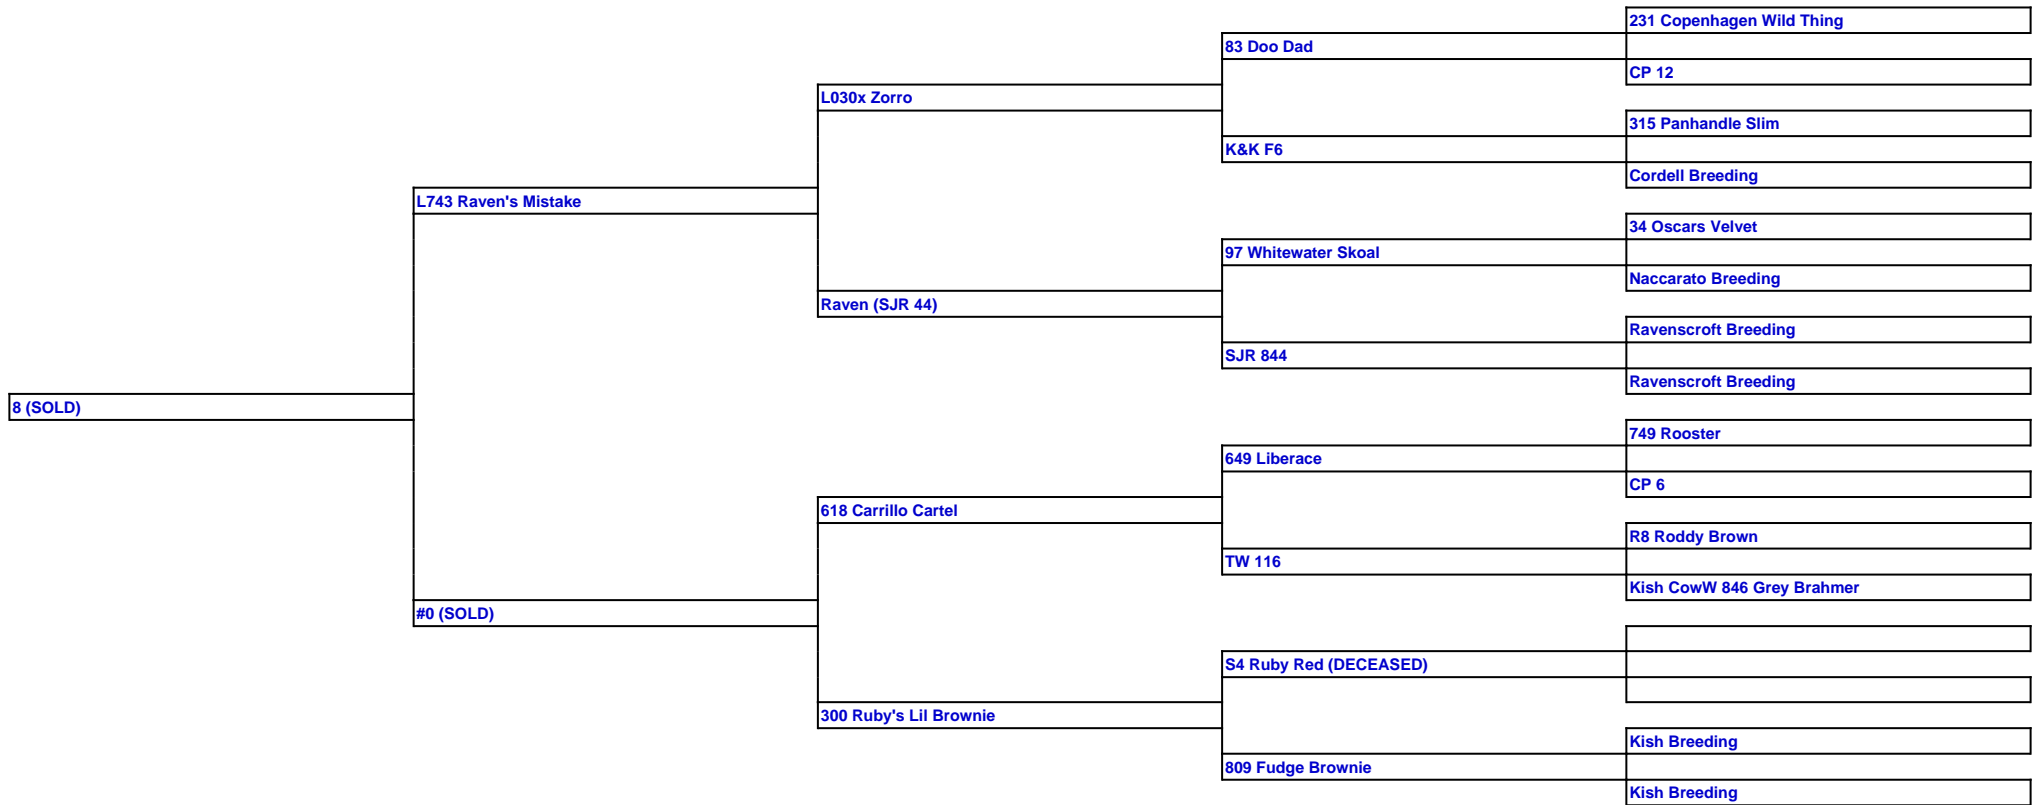 231 Copenhagen Wild Thing
83 Doo Dad
CP 12
L030x Zorro
315 Panhandle Slim
K&K F6
Cordell Breeding
L743 Raven's Mistake
34 Oscars Velvet
97 Whitewater Skoal
Naccarato Breeding
Raven (SJR 44)
Ravenscroft Breeding
SJR 844
Ravenscroft Breeding
8 (SOLD)
749 Rooster
649 Liberace
CP 6
618 Carrillo Cartel
R8 Roddy Brown
TW 116
Kish CowW 846 Grey Brahmer
#0 (SOLD)
S4 Ruby Red (DECEASED)
300 Ruby's Lil Brownie
Kish Breeding
809 Fudge Brownie
Kish Breeding